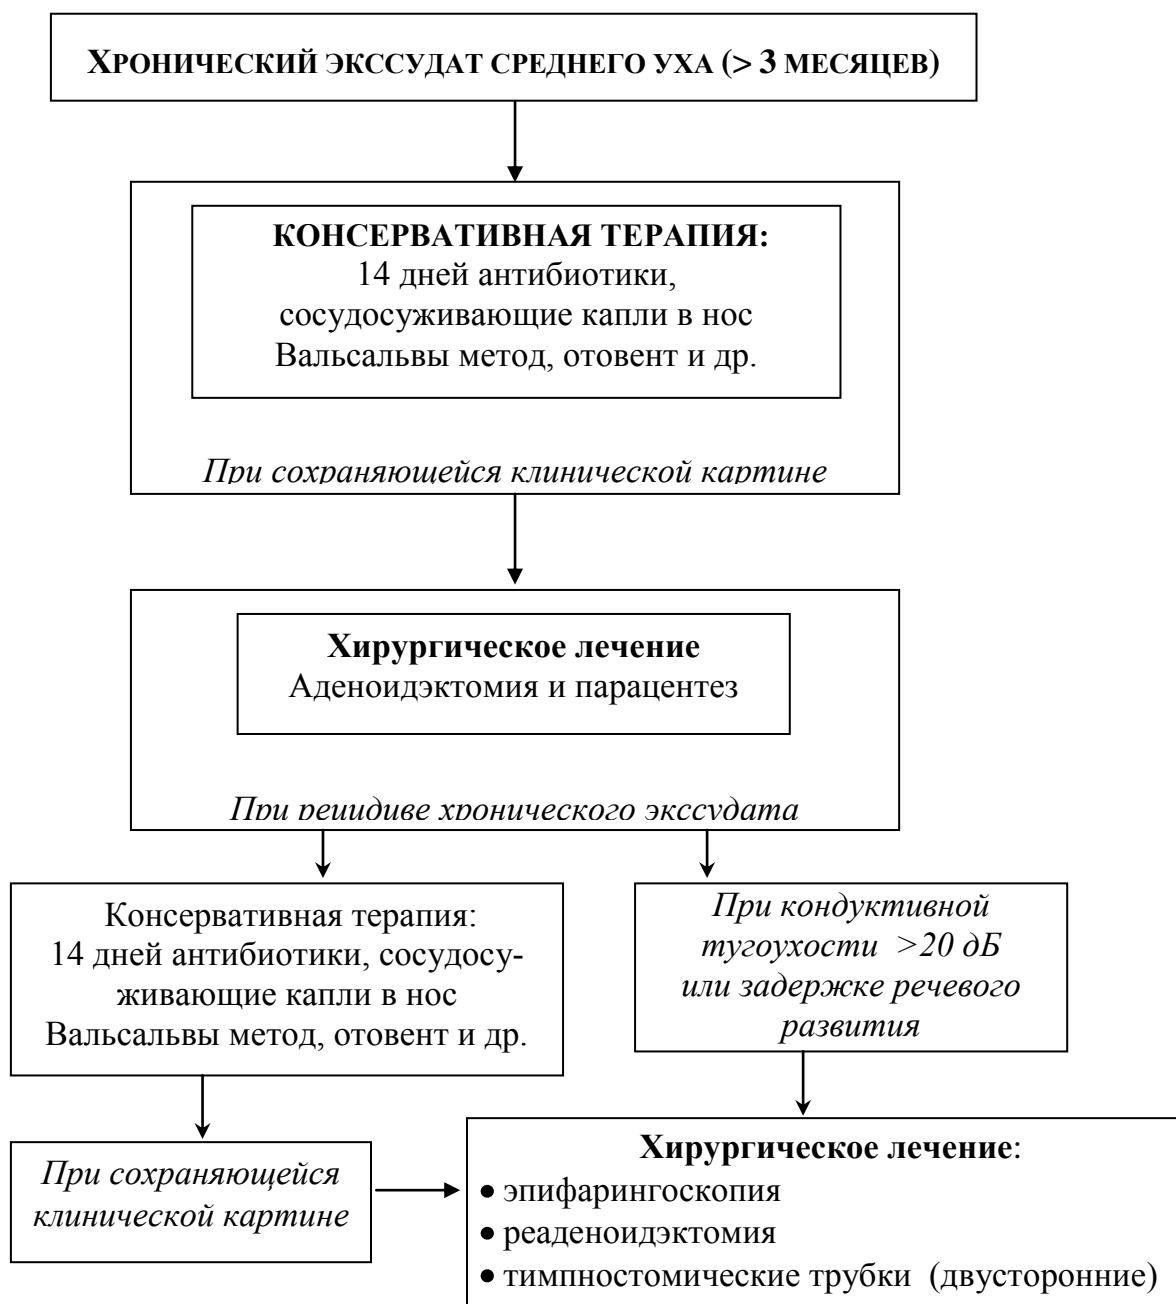 ХРОНИЧЕСКИЙ ЭКССУДАТ СРЕДНЕГО УХА (> 3 МЕСЯЦЕВ)
КОНСЕРВАТИВНАЯ ТЕРАПИЯ:
14 дней антибиотики,
сосудосуживающие капли в нос
Вальсальвы метод, отовент и др.
При сохраняющейся клинической картине
Хирургическое лечение
Аденоидэктомия и парацентез
При рецидиве хронического экссудата
Консервативная терапия:
14 дней антибиотики, сосудосу-
живающие капли в нос
Вальсальвы метод, отовент и др.
При кондуктивной
тугоухости >20 дБ
или задержке речевого
развития
При сохраняющейся
клинической картине
Хирургическое лечение:
• эпифарингоскопия
• реаденоидэктомия
• тимпностомические трубки (двусторонние)